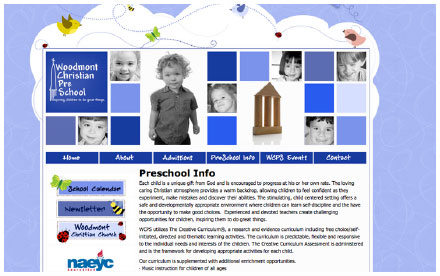 Woodmont
Christian
Pre
School
inspiring children to do great things.
Home About Admissions PreSchool Info WCPS Events Contact
School Calendar
Newsletter
Woodmont
Christian Church
naeyc
Preschool Info
Each child is a unique gift from God and is encouraged to progress at his or her own rate. The loving
caring Christian atmosphere provides a warm backdrop, allowing children to feel confident as they
experiment, make mistakes and discover their abilities. The stimulating, child centered setting offers a
safe and developmentally appropriate environment where children can learn self-discipline and the have
the opportunity to make good choices. Experienced and devoted teachers create challenging
opportunities for children, inspiring them to do great things.
WCPS utilizes The Creative Curriculum®, a research and evidence curriculum including free choice/self-
initiated, directed and thematic learning activities. The curriculum is predictable, flexible and responsive
to the individual needs and interests of the children. The Creative Curriculum Assessment is administered
and is the framework for developing appropriate activities for each child.
Our curriculum is supplemented with additional enrichment opportunities.
- Music instruction for children of all ages